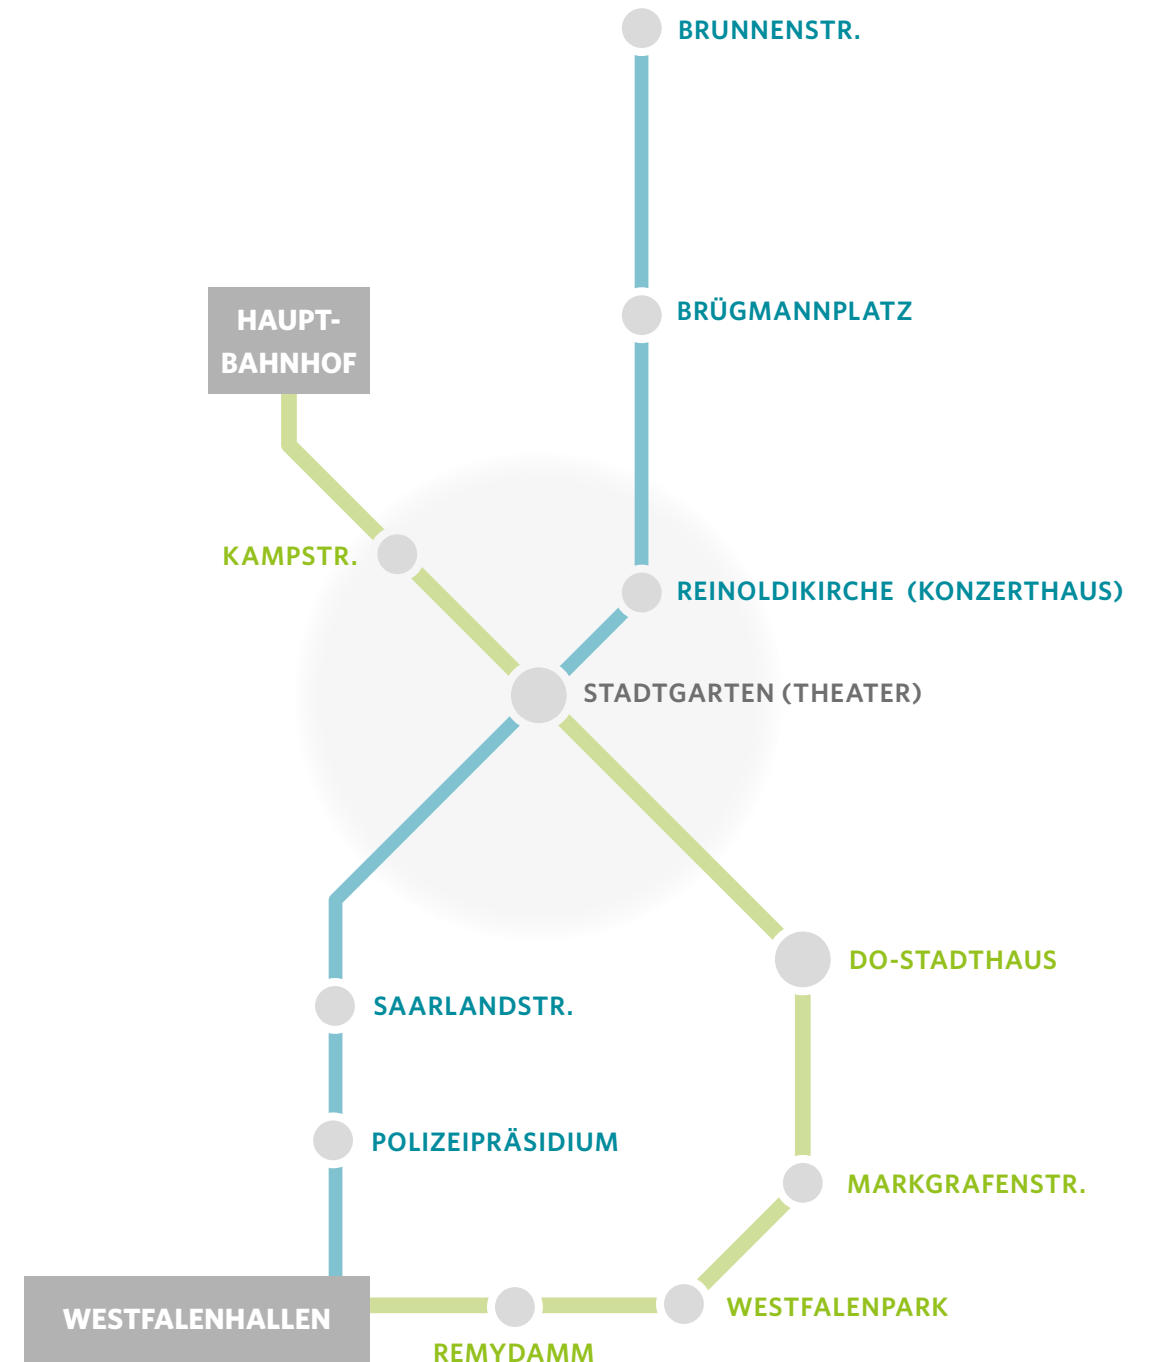 BRUNNENSTR.
BRÜGMANNPLATZ
HAUPT-
BAHNHOF
KAMPSTR.
REINOLDIKIRCHE (KONZERTHAUS)
STADTGARTEN (THEATER)
DO-STADTHAUS
SAARLANDSTR.
POLIZEIPRÄSIDIUM
MARKGRAFENSTR.
WESTFALENHALLEN
WESTFALENPARK
REMYDAMM